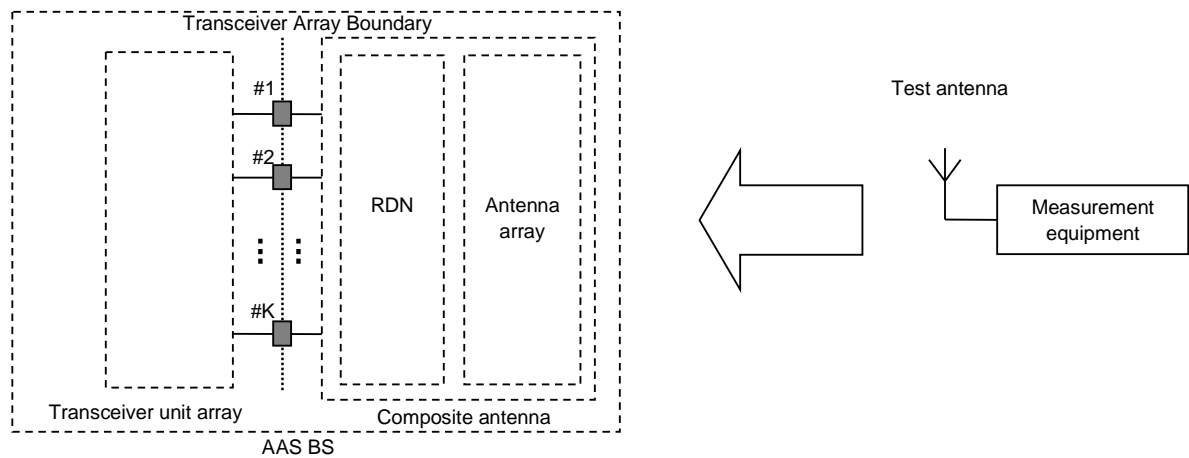 Transceiver Array Boundary
#1
#2
#K
RDN
Antenna
array
Transceiver unit array
Composite antenna
AAS BS
Test antenna
Measurement
equipment